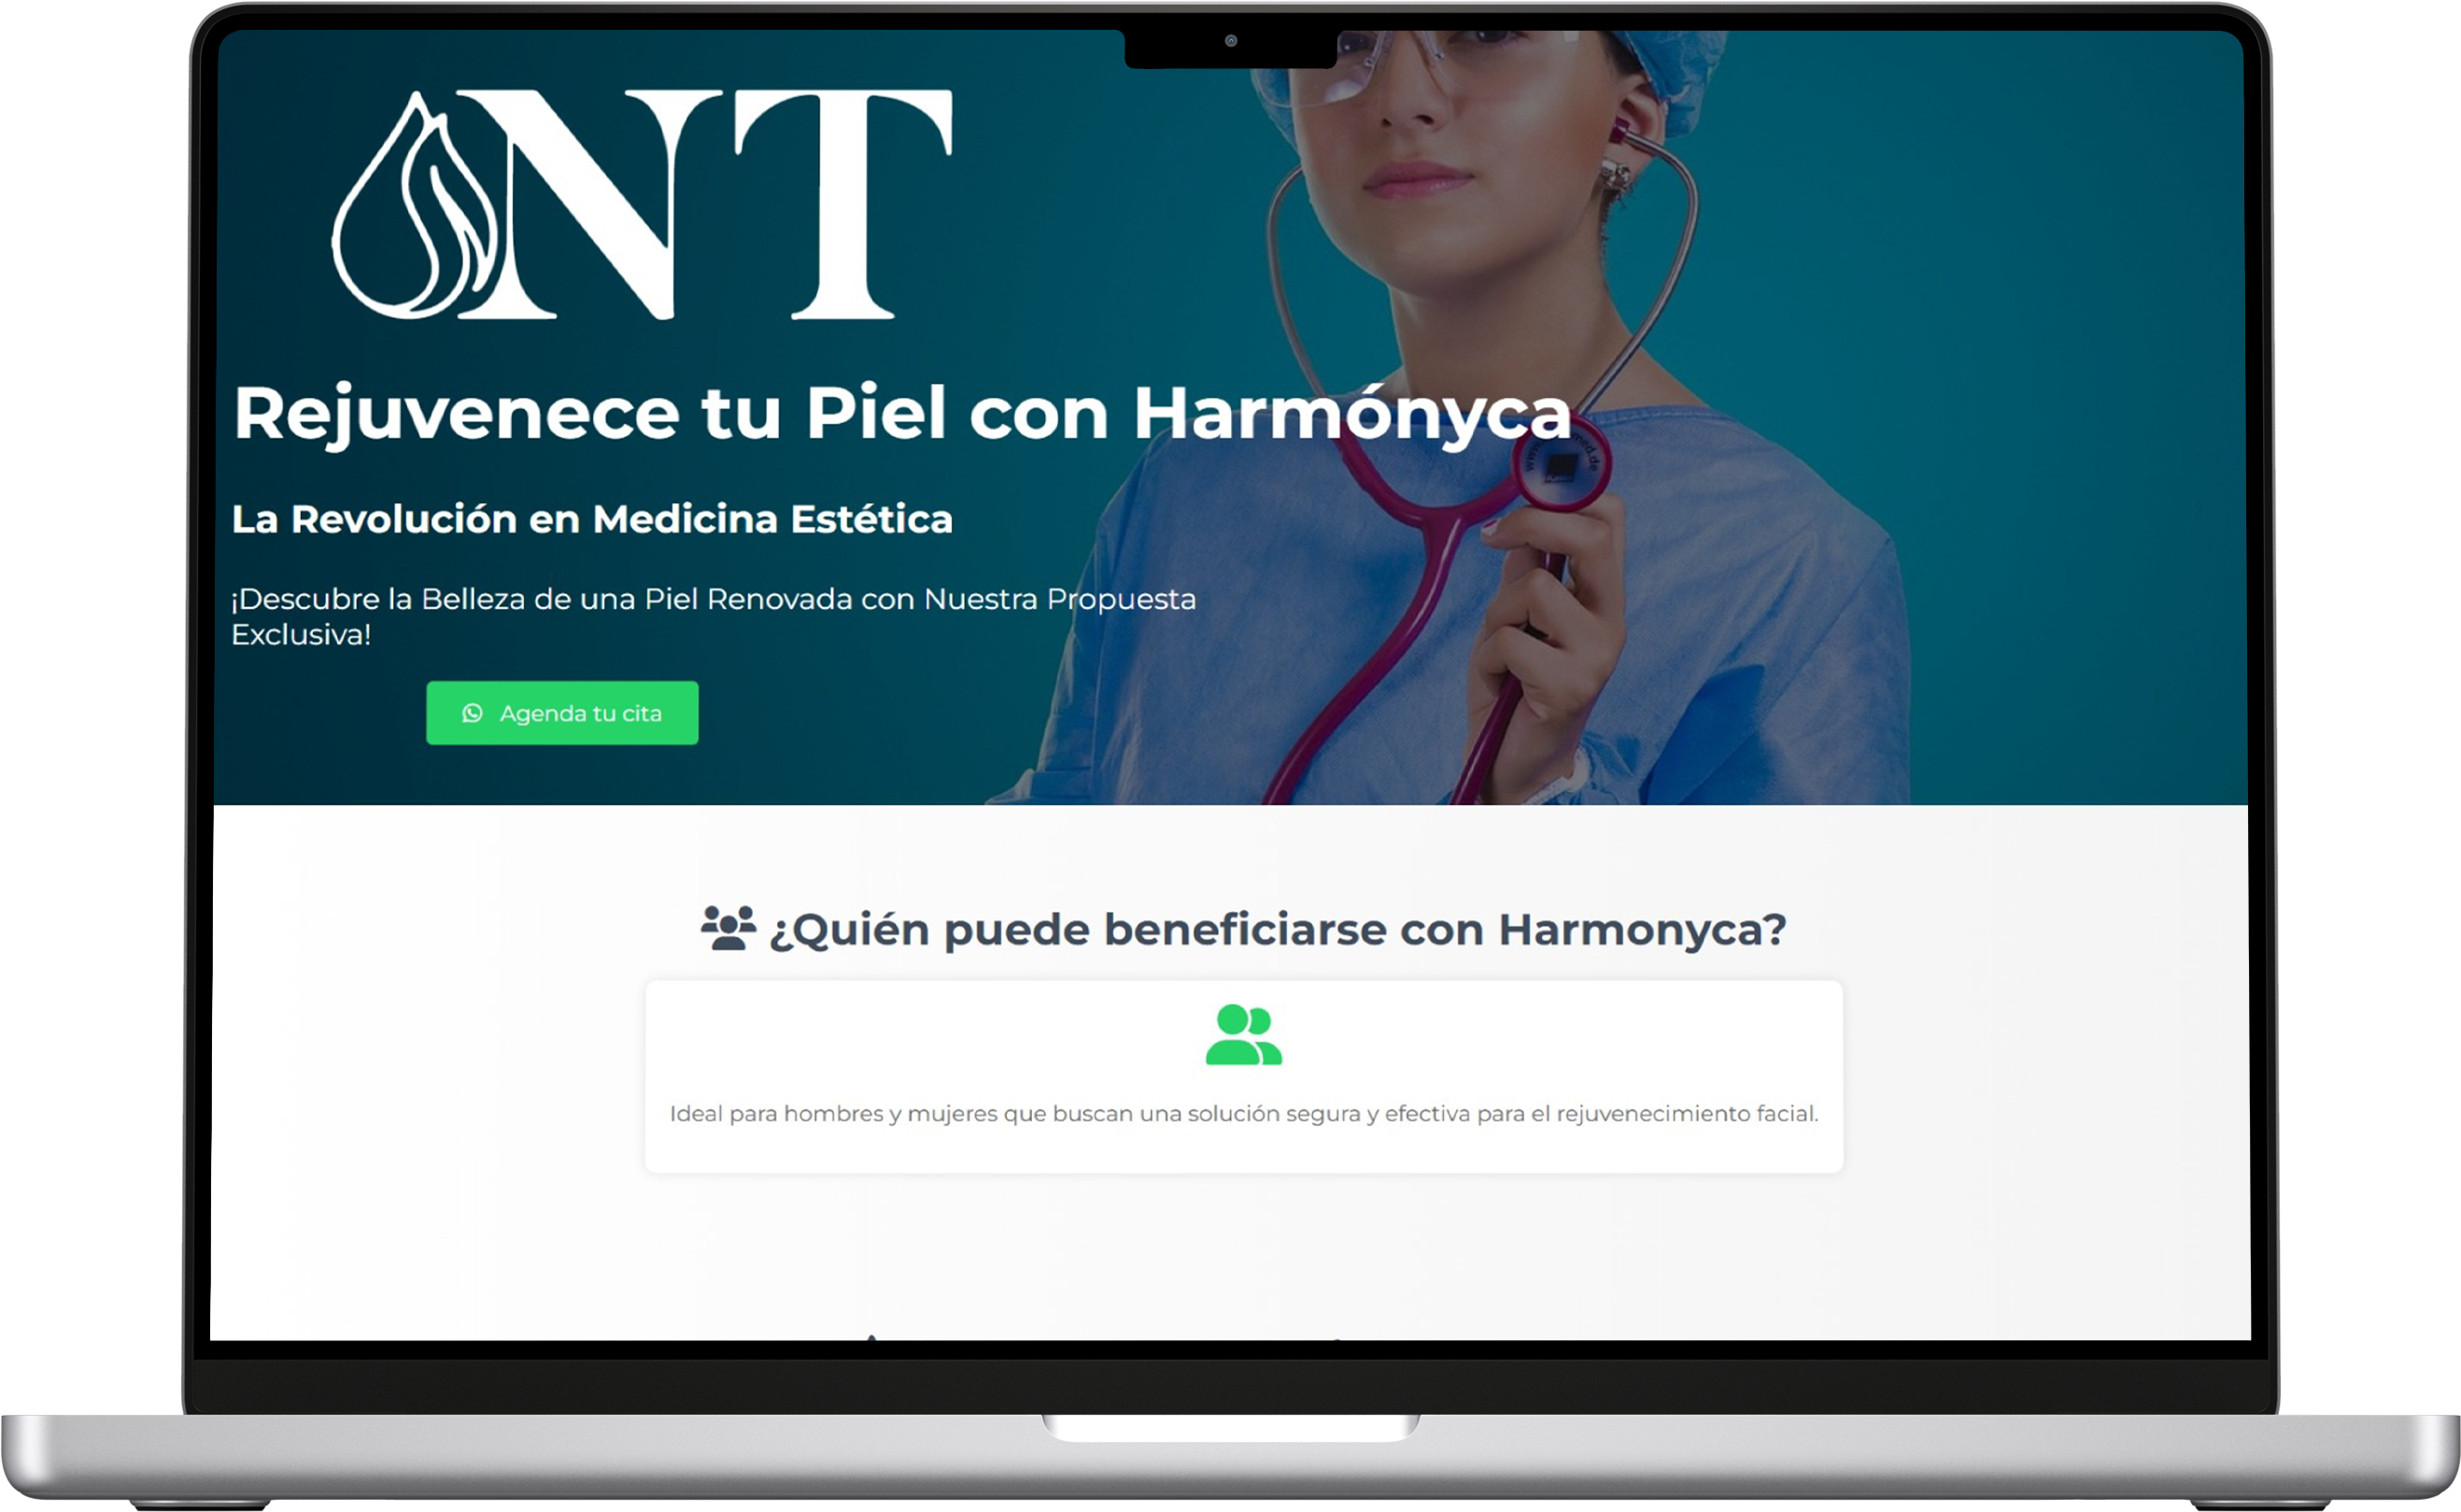 NT
Rejuvenece tu Piel con Harmónyca
La Revolución en Medicina Estética
¡Descubre la Belleza de una Piel Renovada con Nuestra Propuesta
Exclusiva!
Agenda tu cita
¿Quién puede beneficiarse con Harmonyca?
Ideal para hombres y mujeres que buscan una solución segura y efectiva para el rejuvenecimiento facial.